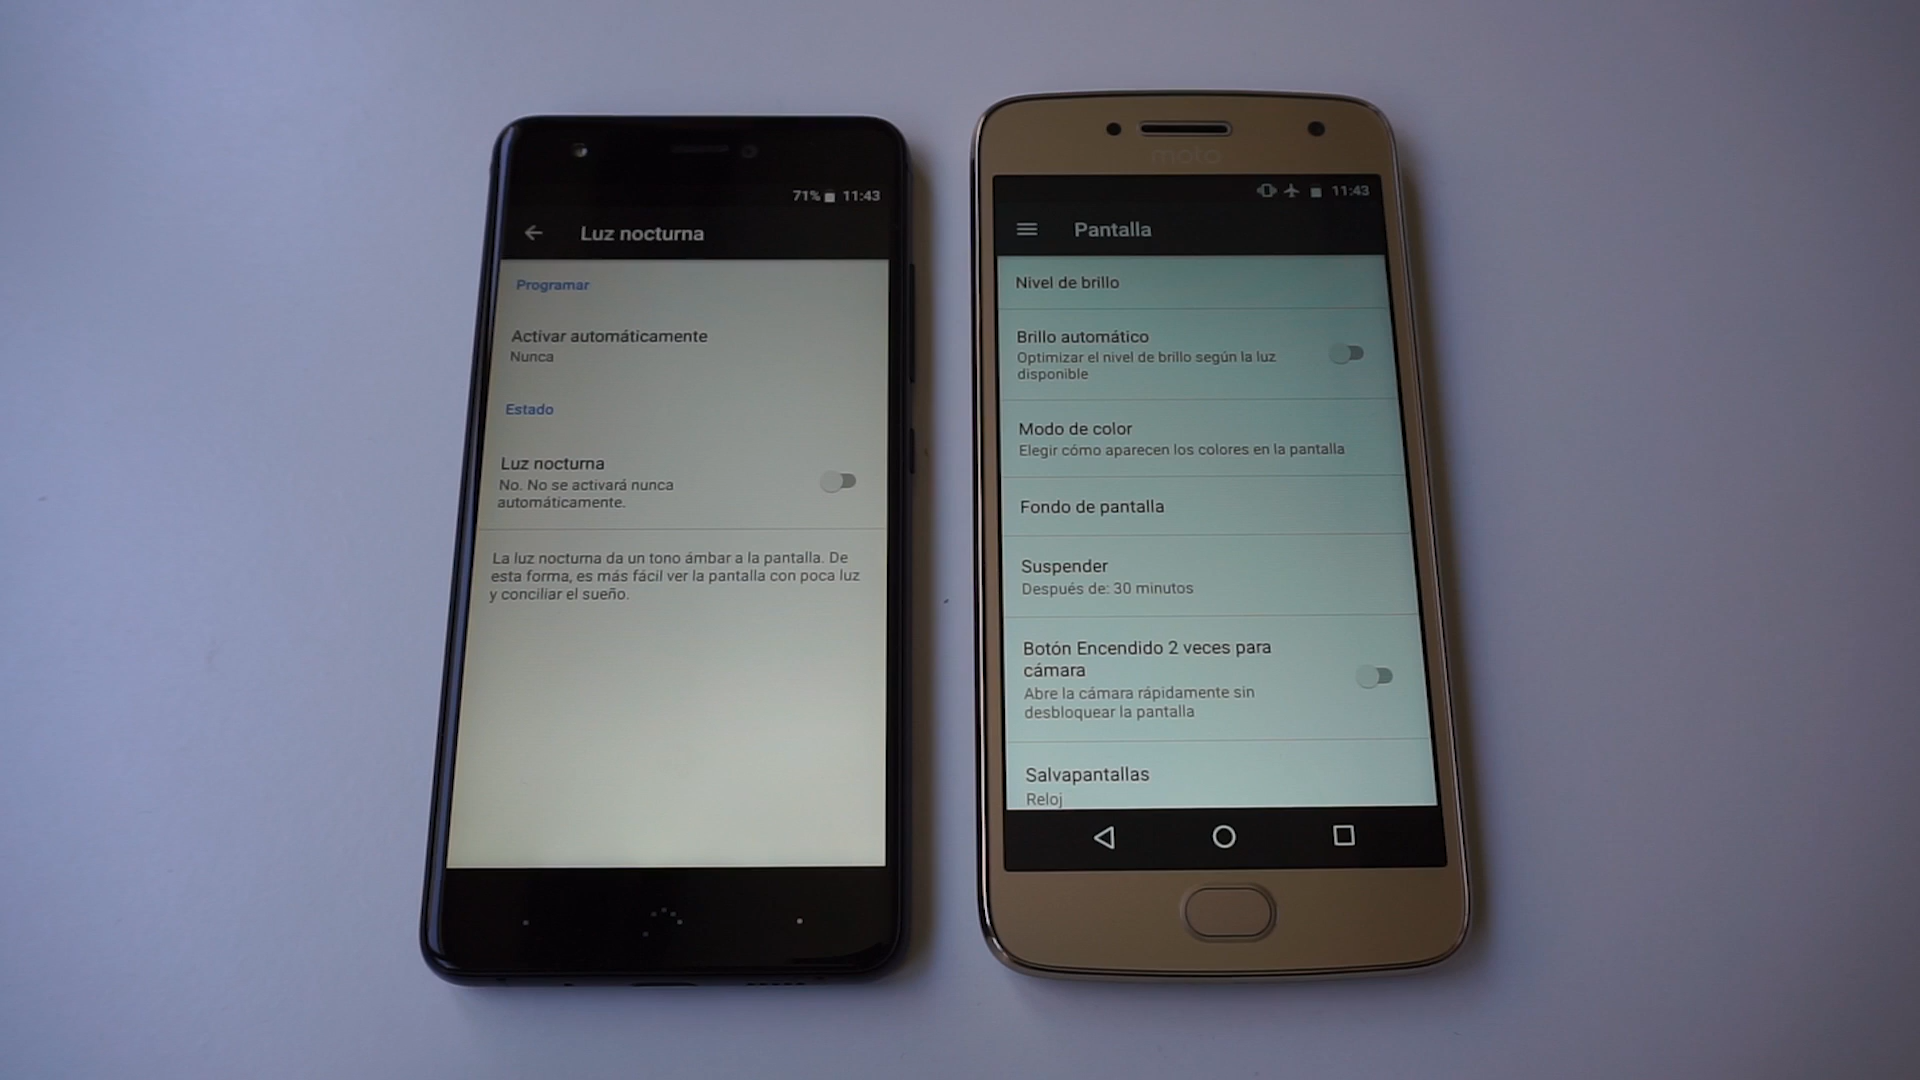 71% 11:43
Luz nocturna
Programar
Activar automáticamente
Nunca
Estado
Luz nocturna
No. No se activará nunca
automáticamente.
La luz nocturna da un tono ámbar a la pantalla. De
esta forma, es más fácil ver la pantalla con poca luz
y conciliar el sueño.
moto
11:43
Pantalla
Nivel de brillo
Brillo automático
Optimizar el nivel de brillo según la luz
disponible
Modo de color
Elegir cómo aparecen los colores en la pantalla
Fondo de pantalla
Suspender
Después de: 30 minutos
Botón Encendido 2 veces para
cámara
Abre la cámara rápidamente sin
desbloquear la pantalla
Salvapantallas
Reloj